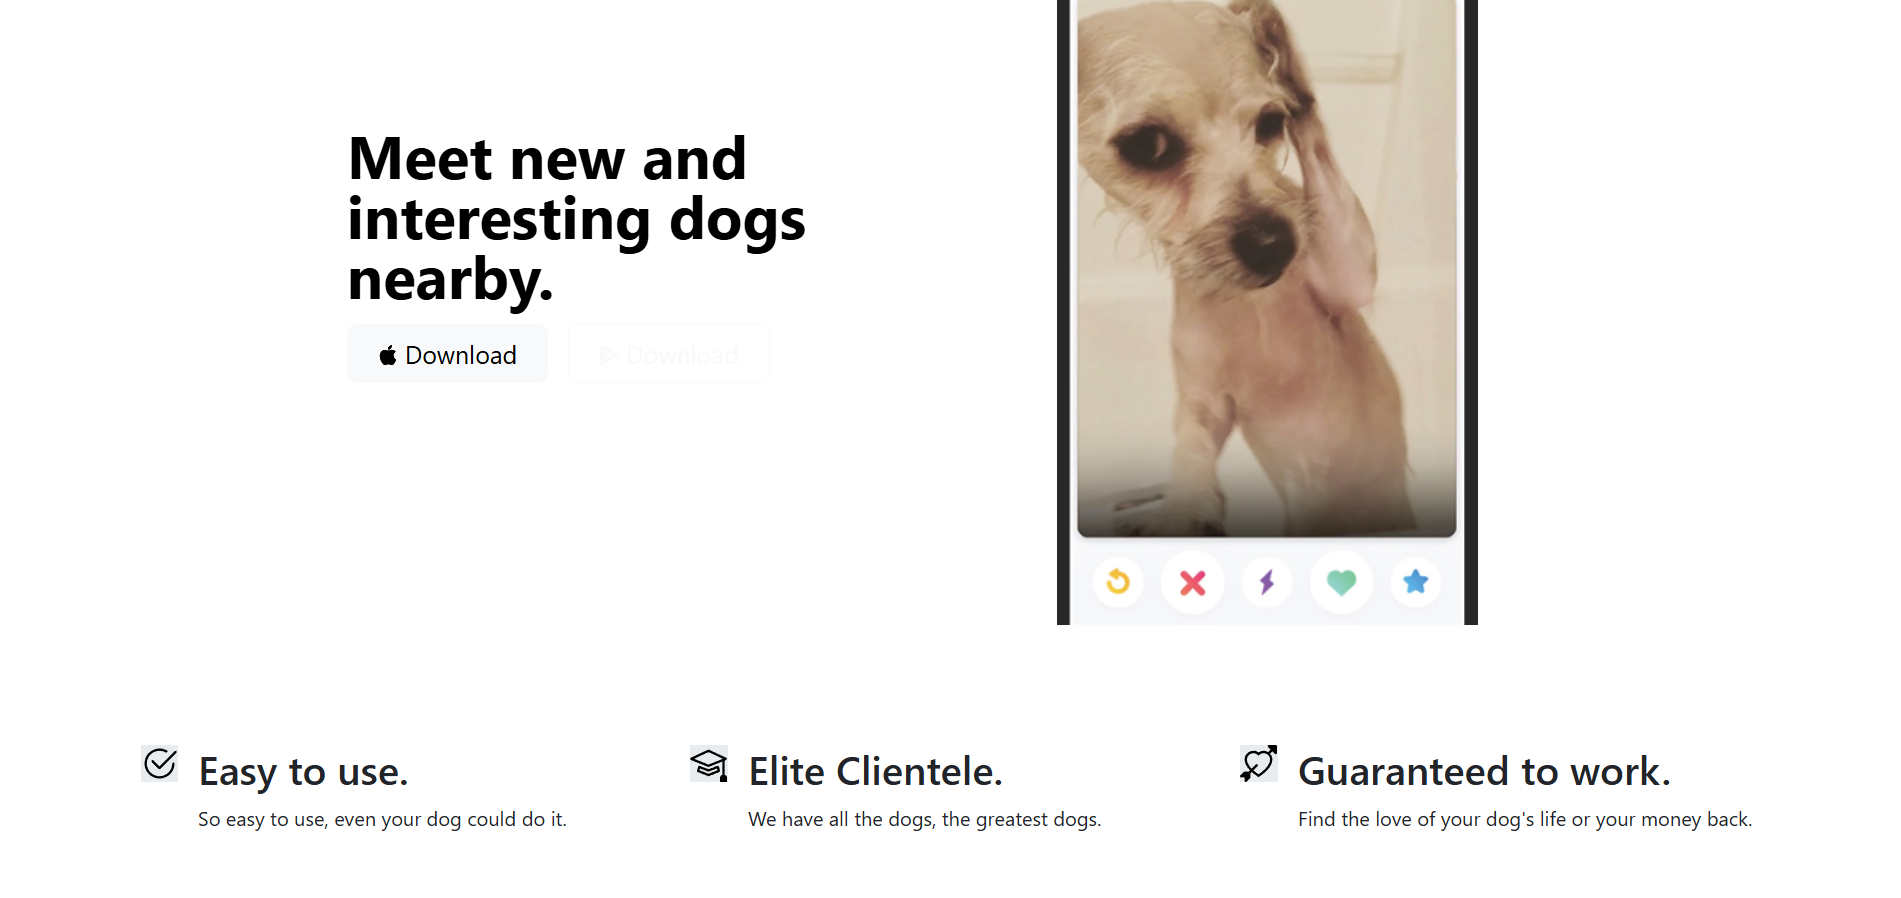 Meet new and
interesting dogs
nearby.
Download
Download
Easy to use.
So easy to use, even your dog could do it.
Elite Clientele.
We have all the dogs, the greatest dogs.
Guaranteed to work.
Find the love of your dog's life or your money back.